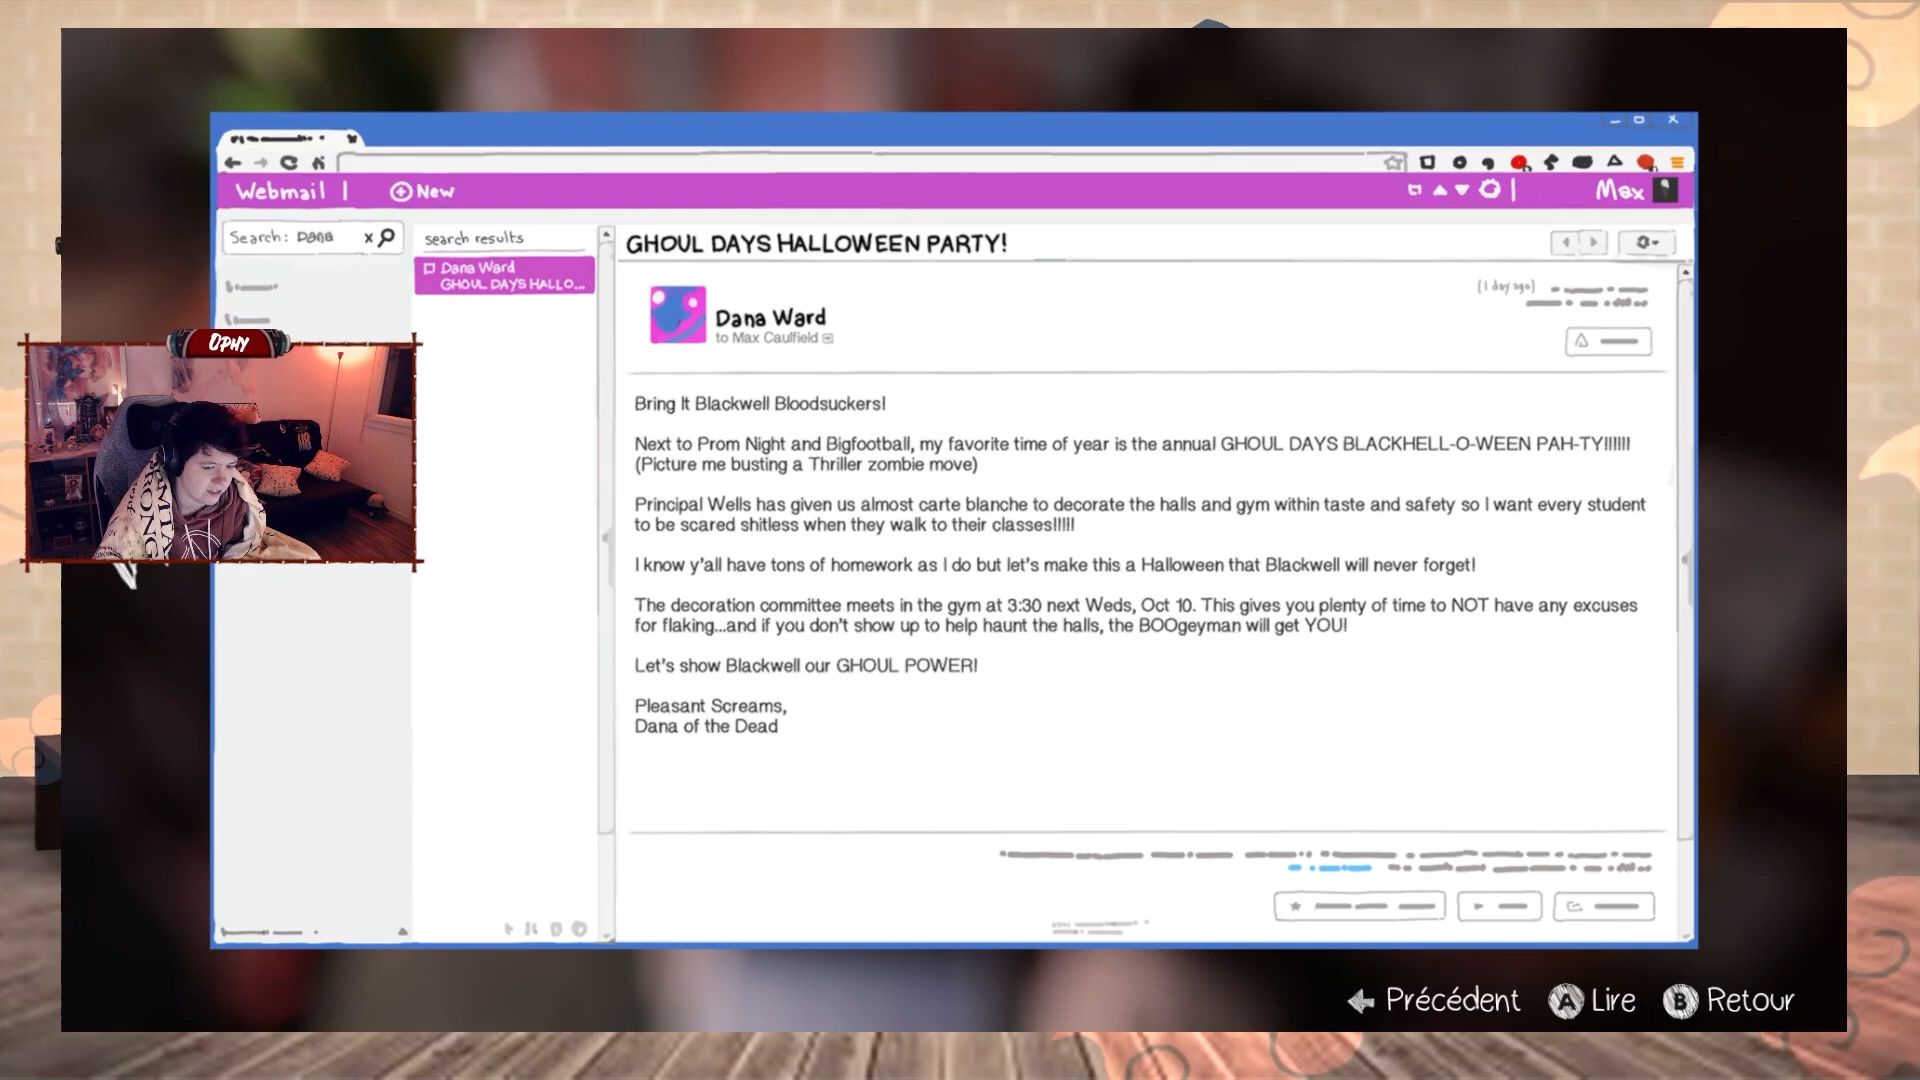 Webmail | New
Max
Search: Dana x
search results
Dana Ward
GHOUL DAYS HALLO...
GHOUL DAYS HALLOWEEN PARTY!
(1 day ago)
Dana Ward
to Max Caulfield
Bring It Blackwell Bloodsuckers!
Next to Prom Night and Bigfootball, my favorite time of year is the annual GHOUL DAYS BLACKHELL-O-WEEN PAH-TY!!!!!!
(Picture me busting a Thriller zombie move)
Principal Wells has given us almost carte blanche to decorate the halls and gym within taste and safety so I want every student
to be scared shitless when they walk to their classes!!!!!
I know y'all have tons of homework as I do but let's make this a Halloween that Blackwell will never forget!
The decoration committee meets in the gym at 3:30 next Weds, Oct 10. This gives you plenty of time to NOT have any excuses
for flaking...and if you don't show up to help haunt the halls, the BOOgeyman will get YOU!
Let's show Blackwell our GHOUL POWER!
Pleasant Screams,
Dana of the Dead
OPHY
Précédent A Lire B Retour